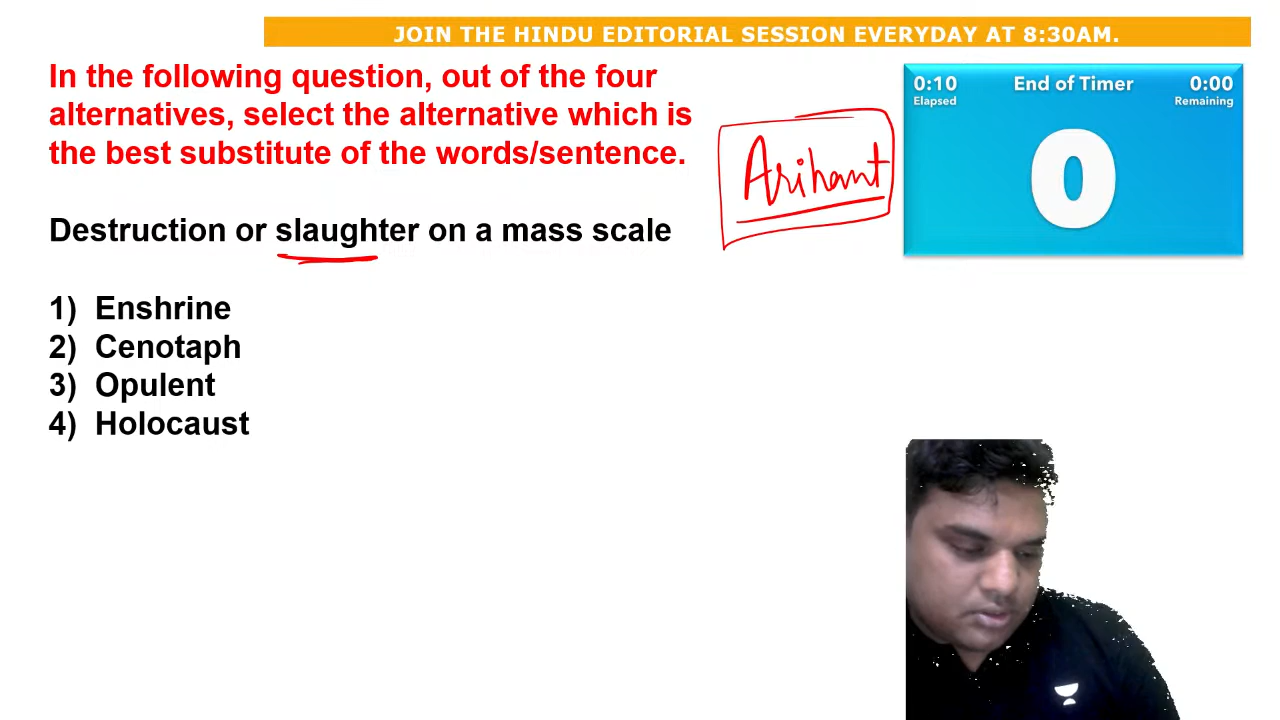 JOIN THE HINDU EDITORIAL SESSION EVERYDAY AT 8:30AM.
In the following question, out of the four
alternatives, select the alternative which is
the best substitute of the words/sentence.
Arihant
0:10
Elapsed
End of Timer
0:00
Remaining
0
Destruction or slaughter on a mass scale
1) Enshrine
2) Cenotaph
3) Opulent
4) Holocaust